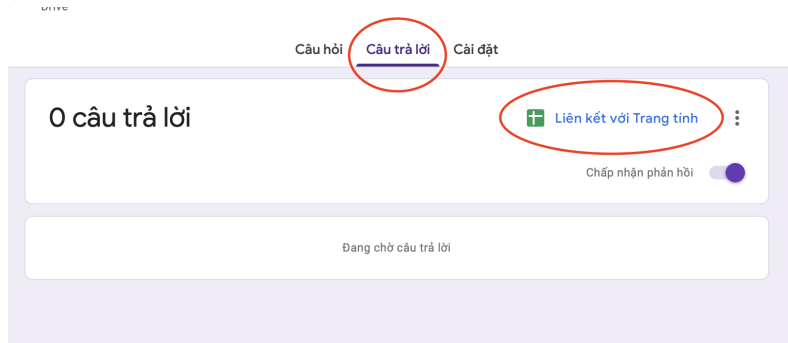 Drive
Câu hỏi Câu trả lời Cài đặt
0 câu trả lời
Liên kết với Trang tính
Chấp nhận phản hồi
Đang chờ câu trả lời